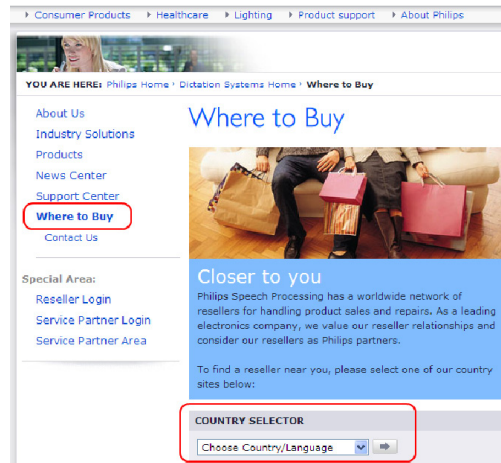 Consumer Products Healthcare Lighting Product support About Philips
YOU ARE HERE: Philips Home › Dictation Systems Home › Where to Buy
About Us
Industry Solutions
Products
News Center
Support Center
Where to Buy
Contact Us
Special Area:
Reseller Login
Service Partner Login
Service Partner Area
Where to Buy
Closer to you
Philips Speech Processing has a worldwide network of
resellers for handling product sales and repairs. As a leading
electronics company, we value our reseller relationships and
consider our resellers as Philips partners.
To find a reseller near you, please select one of our country
sites below:
COUNTRY SELECTOR
Choose Country/Language